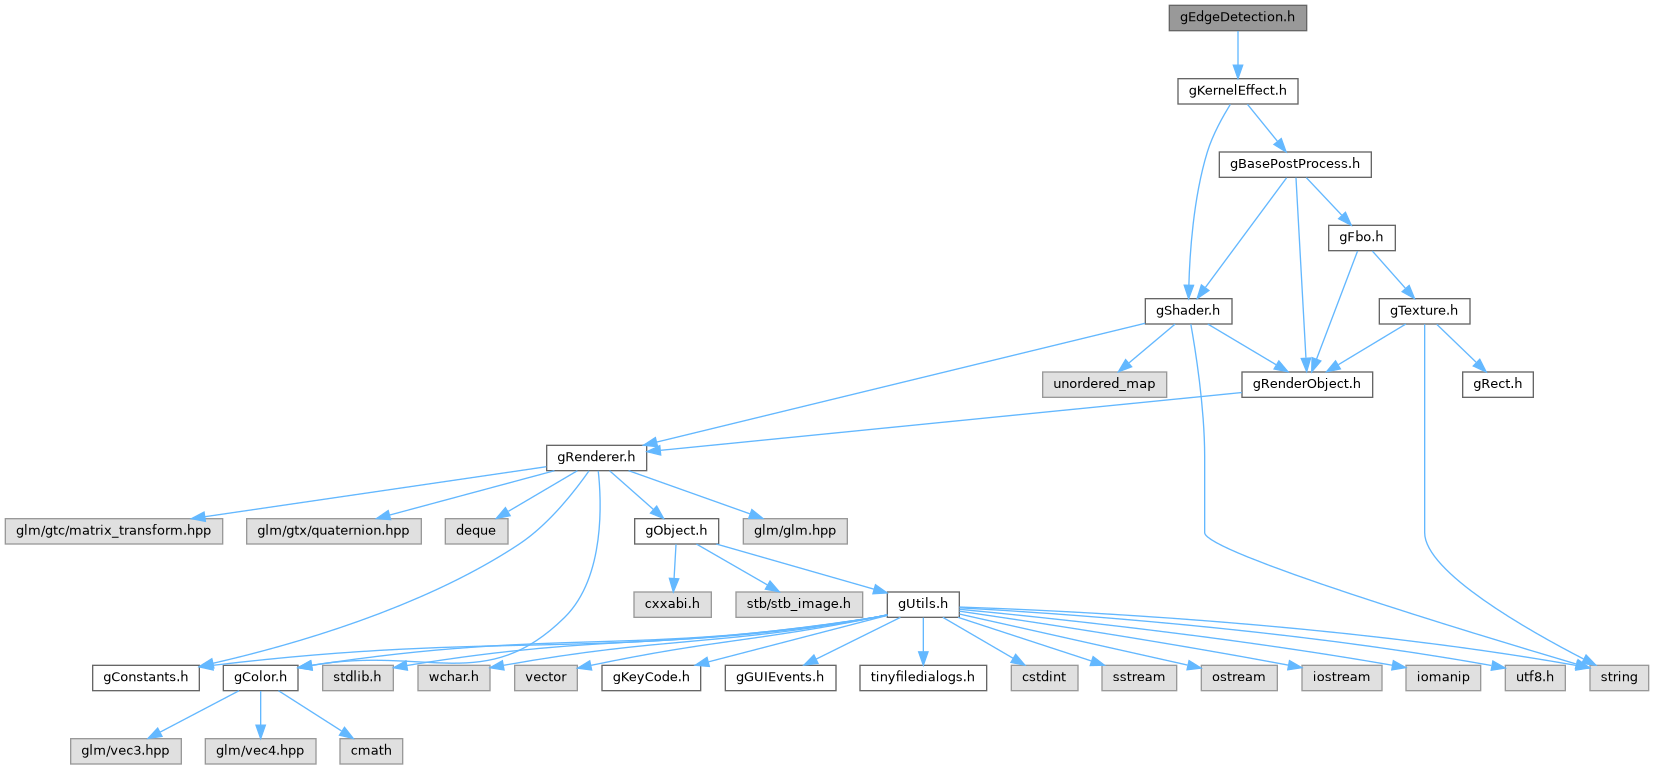 gEdgeDetection.h
gKernelEffect.h
gBasePostProcess.h
gFbo.h
gShader.h
gTexture.h
unordered_map
gRenderObject.h
gRect.h
gRenderer.h
glm/gtc/matrix_transform.hpp
glm/gtx/quaternion.hpp
deque
gObject.h
glm/glm.hpp
cxxabi.h
stb/stb_image.h
gUtils.h
gConstants.h
gColor.h
stdlib.h
wchar.h
vector
gKeyCode.h
gGUIEvents.h
tinyfiledialogs.h
cstdint
sstream
ostream
iostream
iomanip
utf8.h
string
glm/vec3.hpp
glm/vec4.hpp
cmath